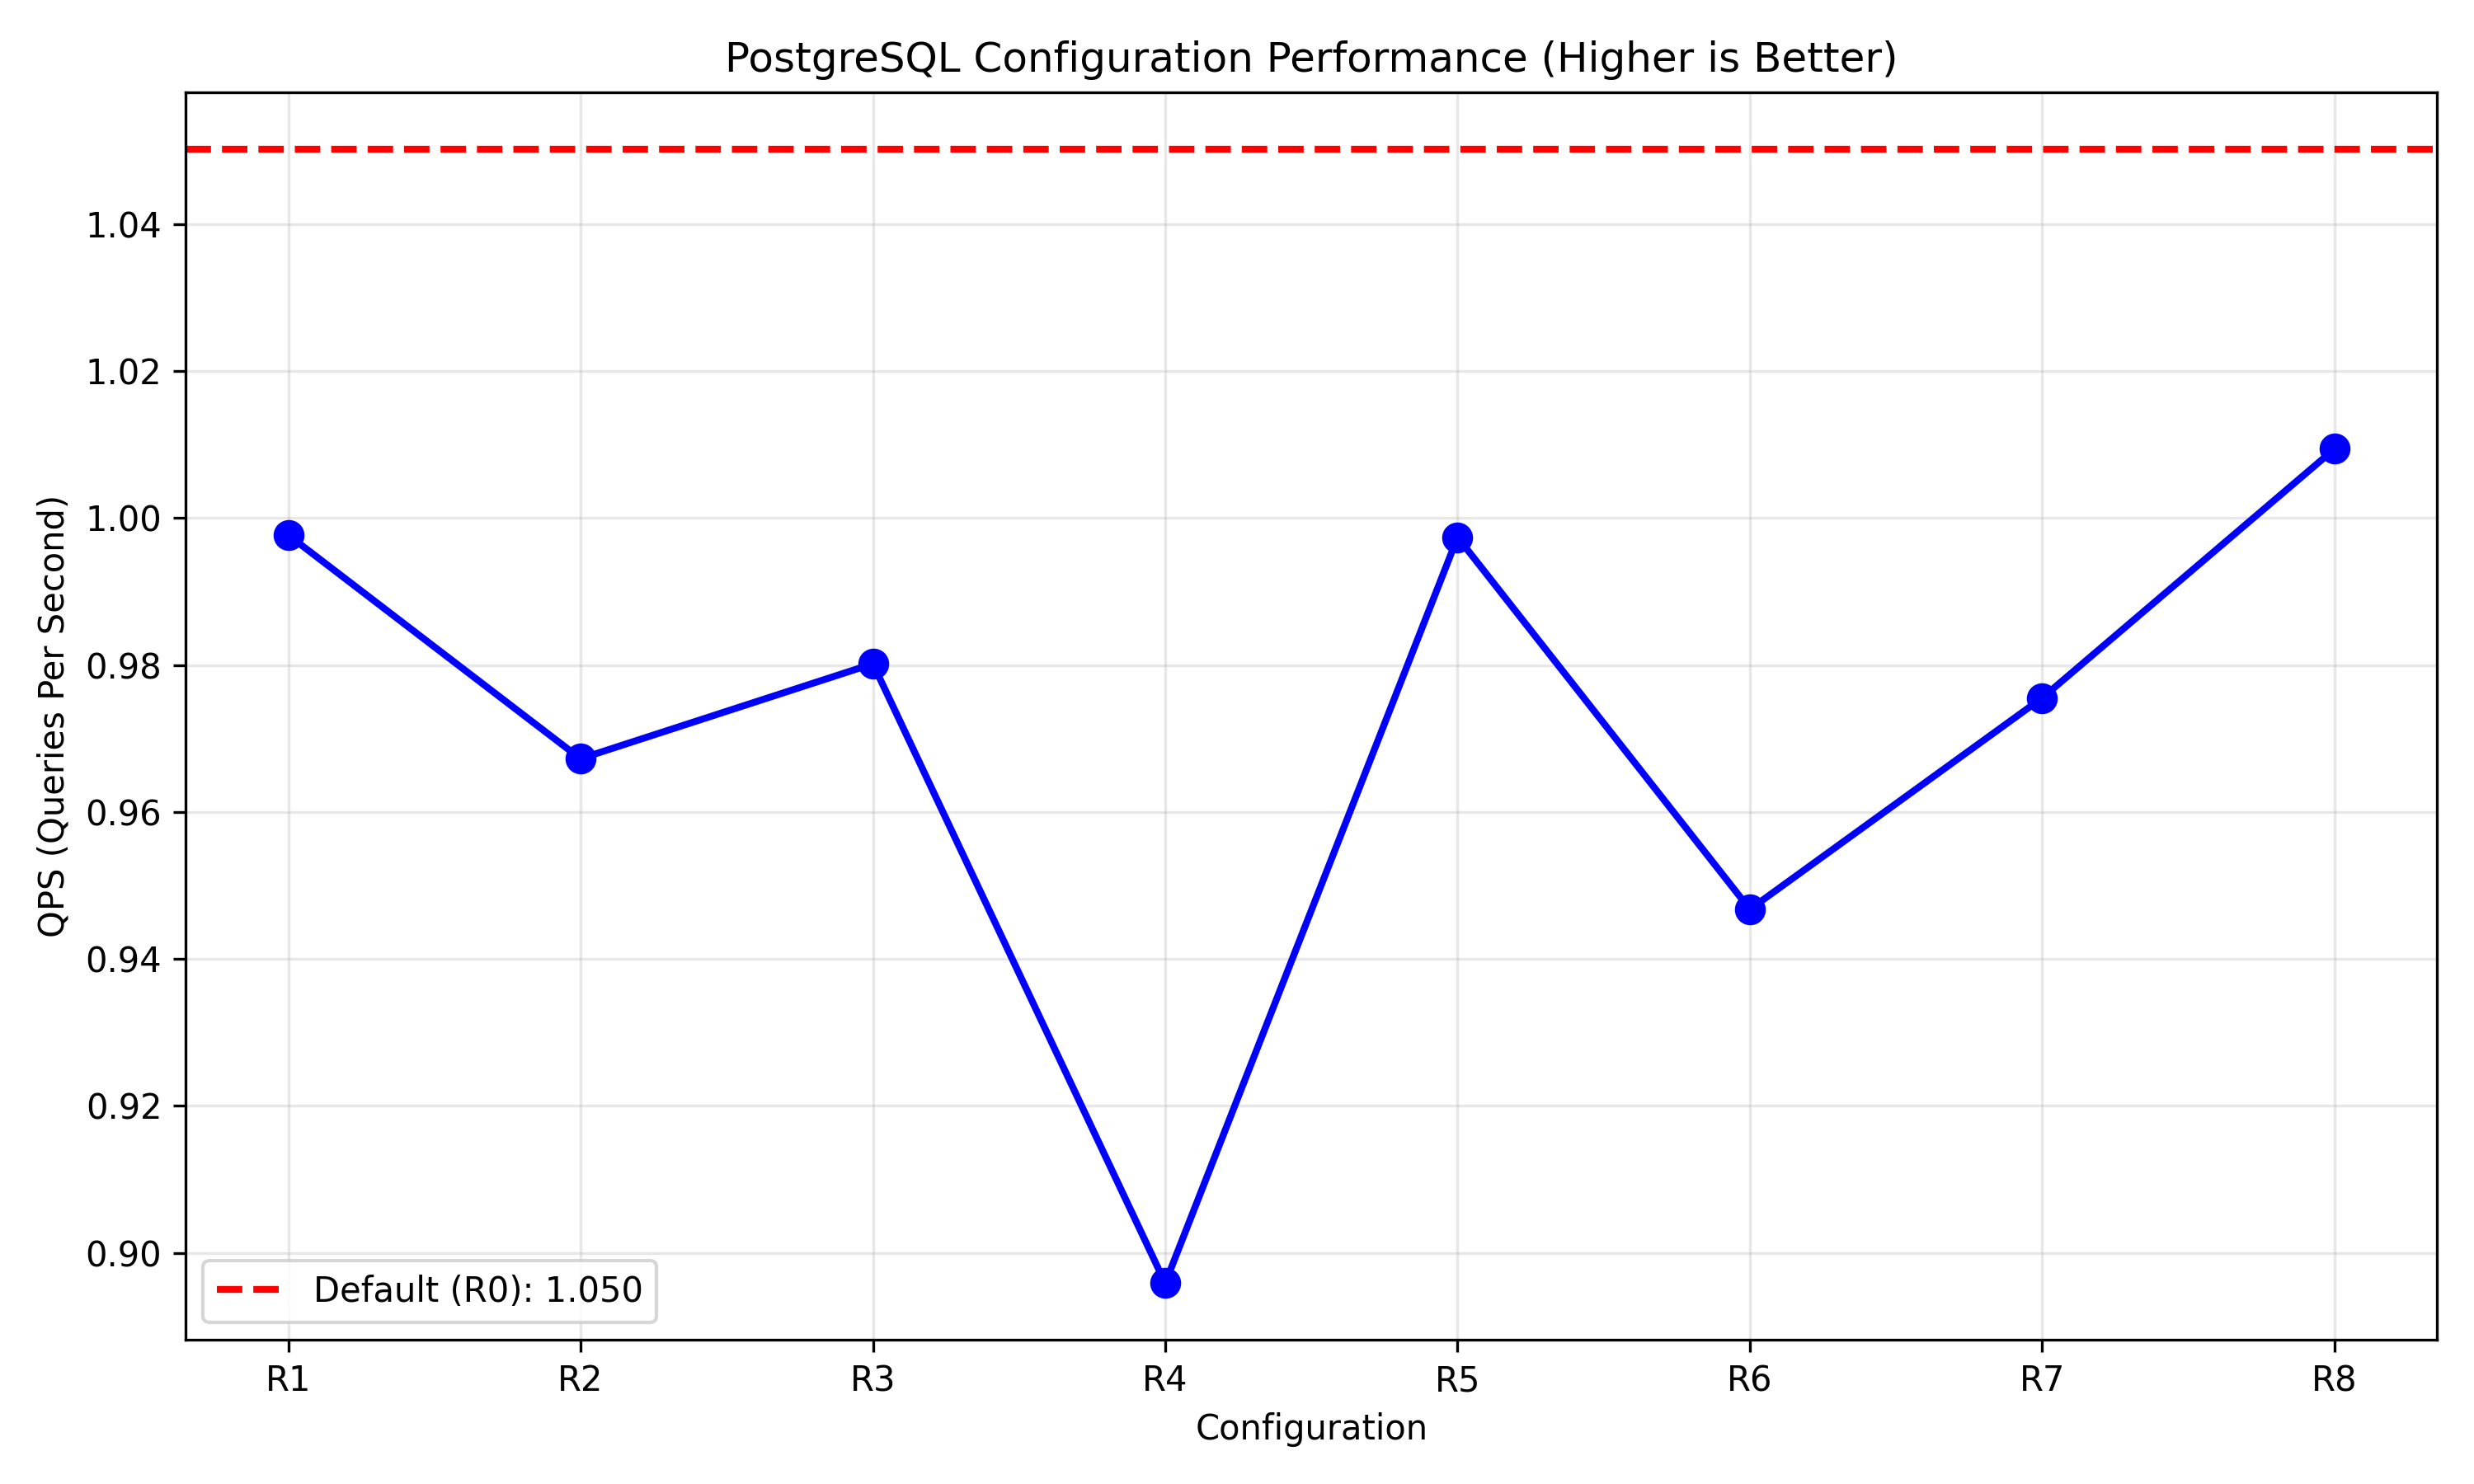 PostgreSQL Configuration Performance (Higher is Better)
QPS (Queries Per Second)
1.04
1.02
1.00
0.98
0.96
0.94
0.92
0.90
Default (R0): 1.050
R1 R2 R3 R4 R5 R6 R7 R8
Configuration